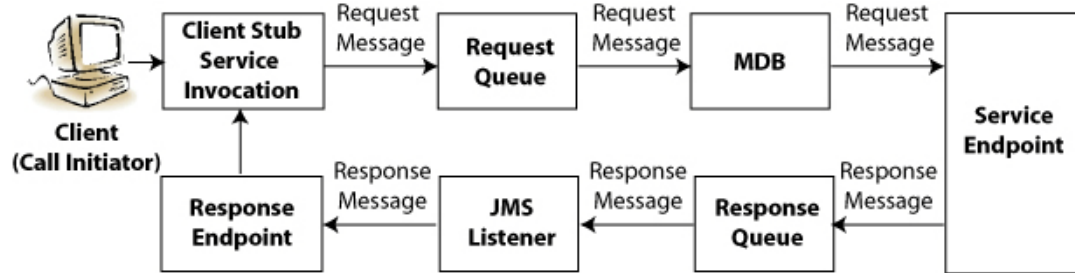 Client Stub
Service
Invocation
Request
Message
Request
Queue
Request
Message
MDB
Request
Message
Service
Endpoint
Client
(Call Initiator)
Response
Endpoint
Response
Message
JMS
Listener
Response
Message
Response
Queue
Response
Message